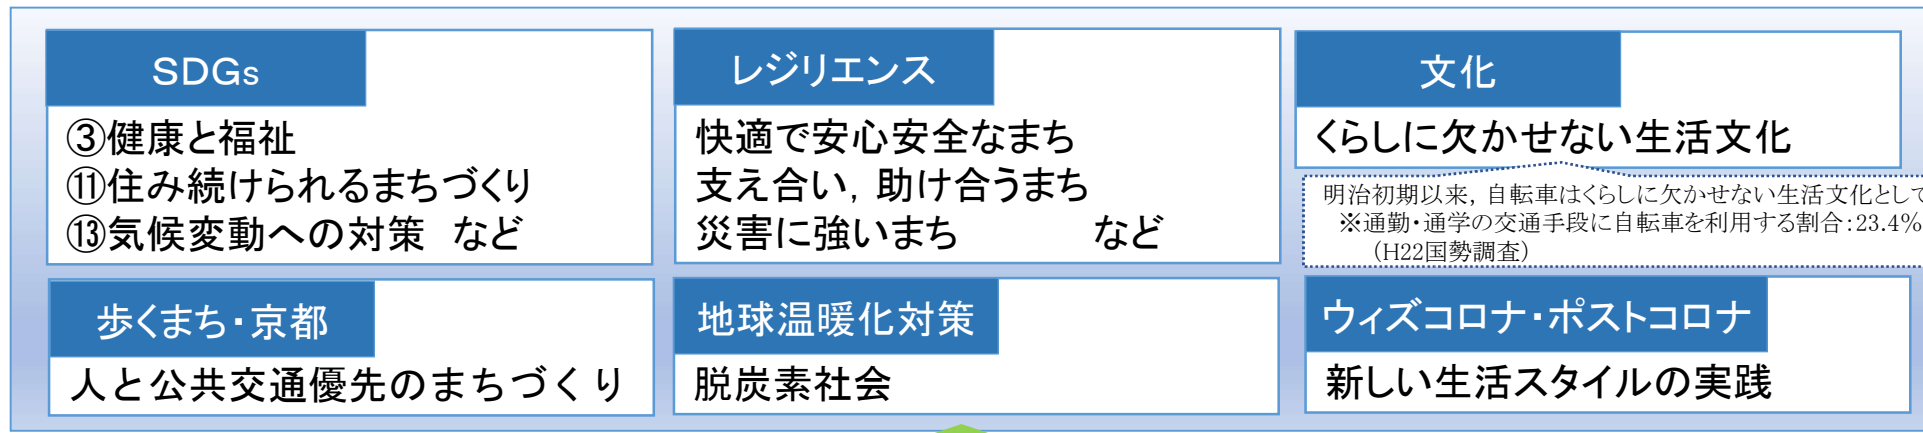 SDGs
③健康と福祉
⑪住み続けられるまちづくり
⑬気候変動への対策 など
レジリエンス
快適で安心安全なまち
支え合い，助け合うまち
災害に強いまち など
文化
くらしに欠かせない生活文化
明治初期以来，自転車はくらしに欠かせない生活文化として
※通勤・通学の交通手段に自転車を利用する割合：23.4％
（H22国勢調査）
歩くまち・京都
人と公共交通優先のまちづくり
地球温暖化対策
脱炭素社会
ウィズコロナ・ポストコロナ
新しい生活スタイルの実践